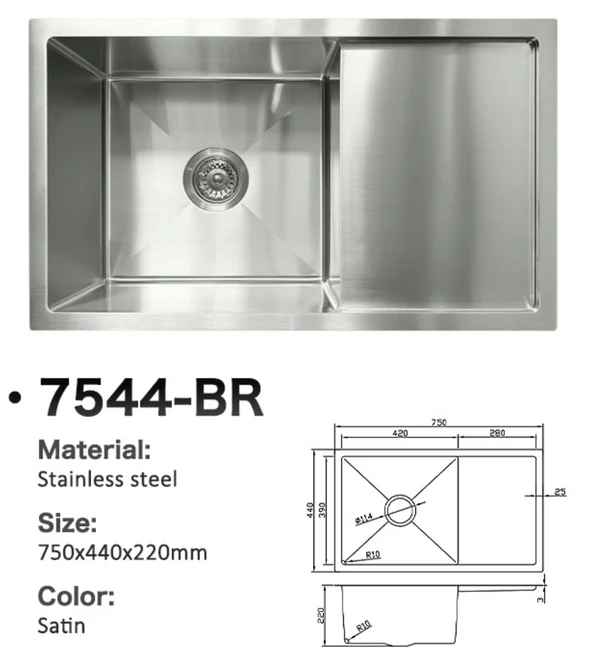 • 7544-BR
Material:
Stainless steel
Size:
750x440x220mm
Color:
Satin
750
420 280
440
390
ø114
25
R10
220
R10
3